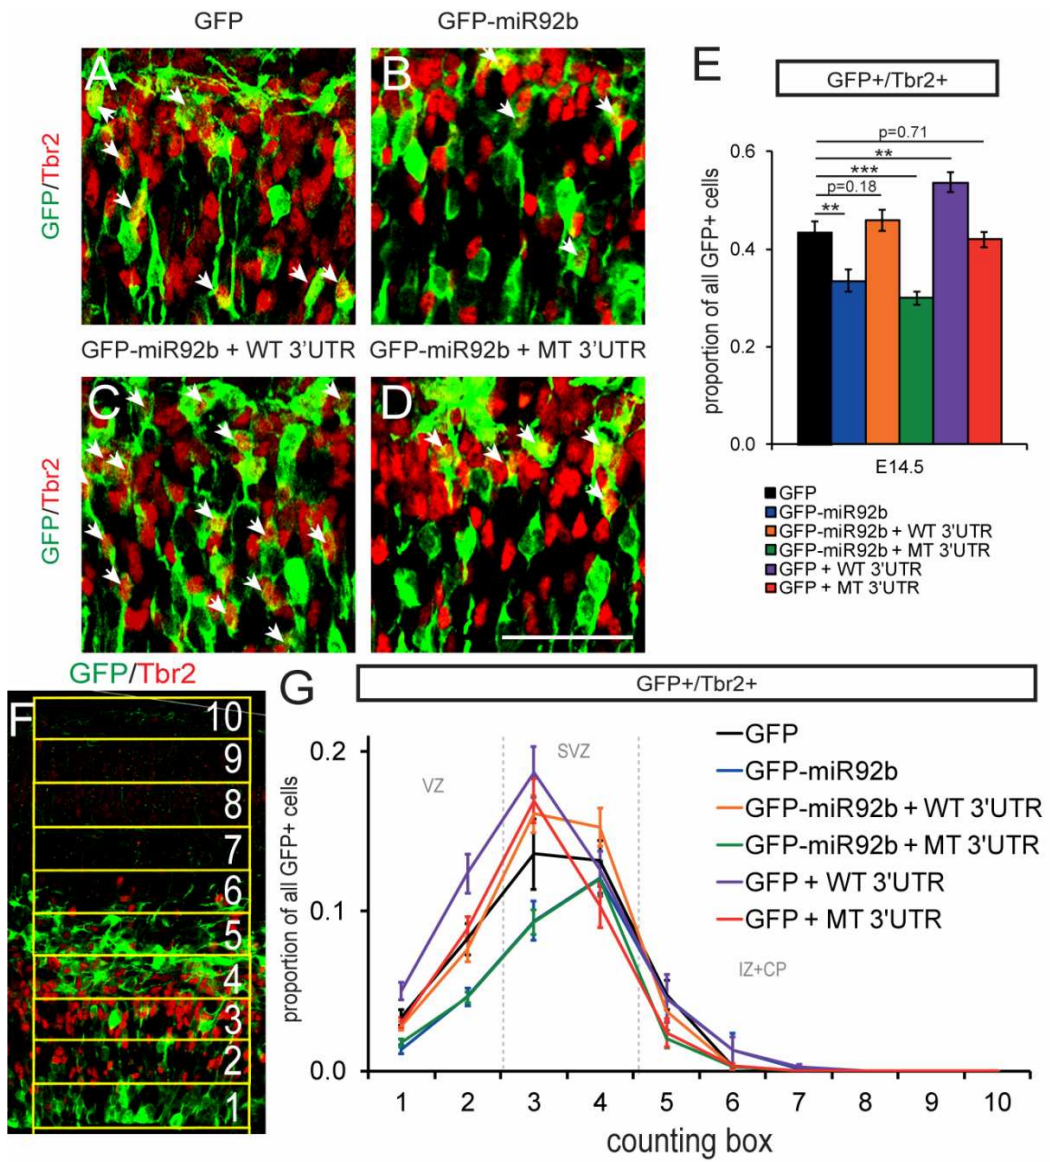 GFP
GFP-miR92b
A
B
GFP/Tbr2
GFP-miR92b + WT 3'UTR
GFP-miR92b + MT 3'UTR
C
D
GFP/Tbr2
E
GFP+/Tbr2+
p=0.71
**
***
p=0.18
**
0.6
0.4
0.2
0.0
proportion of all GFP+ cells
E14.5
GFP
GFP-miR92b
GFP-miR92b + WT 3'UTR
GFP-miR92b + MT 3'UTR
GFP + WT 3'UTR
GFP + MT 3'UTR
GFP/Tbr2
F
10
9
8
7
6
5
4
3
2
1
G
GFP+/Tbr2+
0.2
0.1
0.0
proportion of all GFP+ cells
VZ
SVZ
IZ+CP
GFP
GFP-miR92b
GFP-miR92b + WT 3'UTR
GFP-miR92b + MT 3'UTR
GFP + WT 3'UTR
GFP + MT 3'UTR
1 2 3 4 5 6 7 8 9 10
counting box